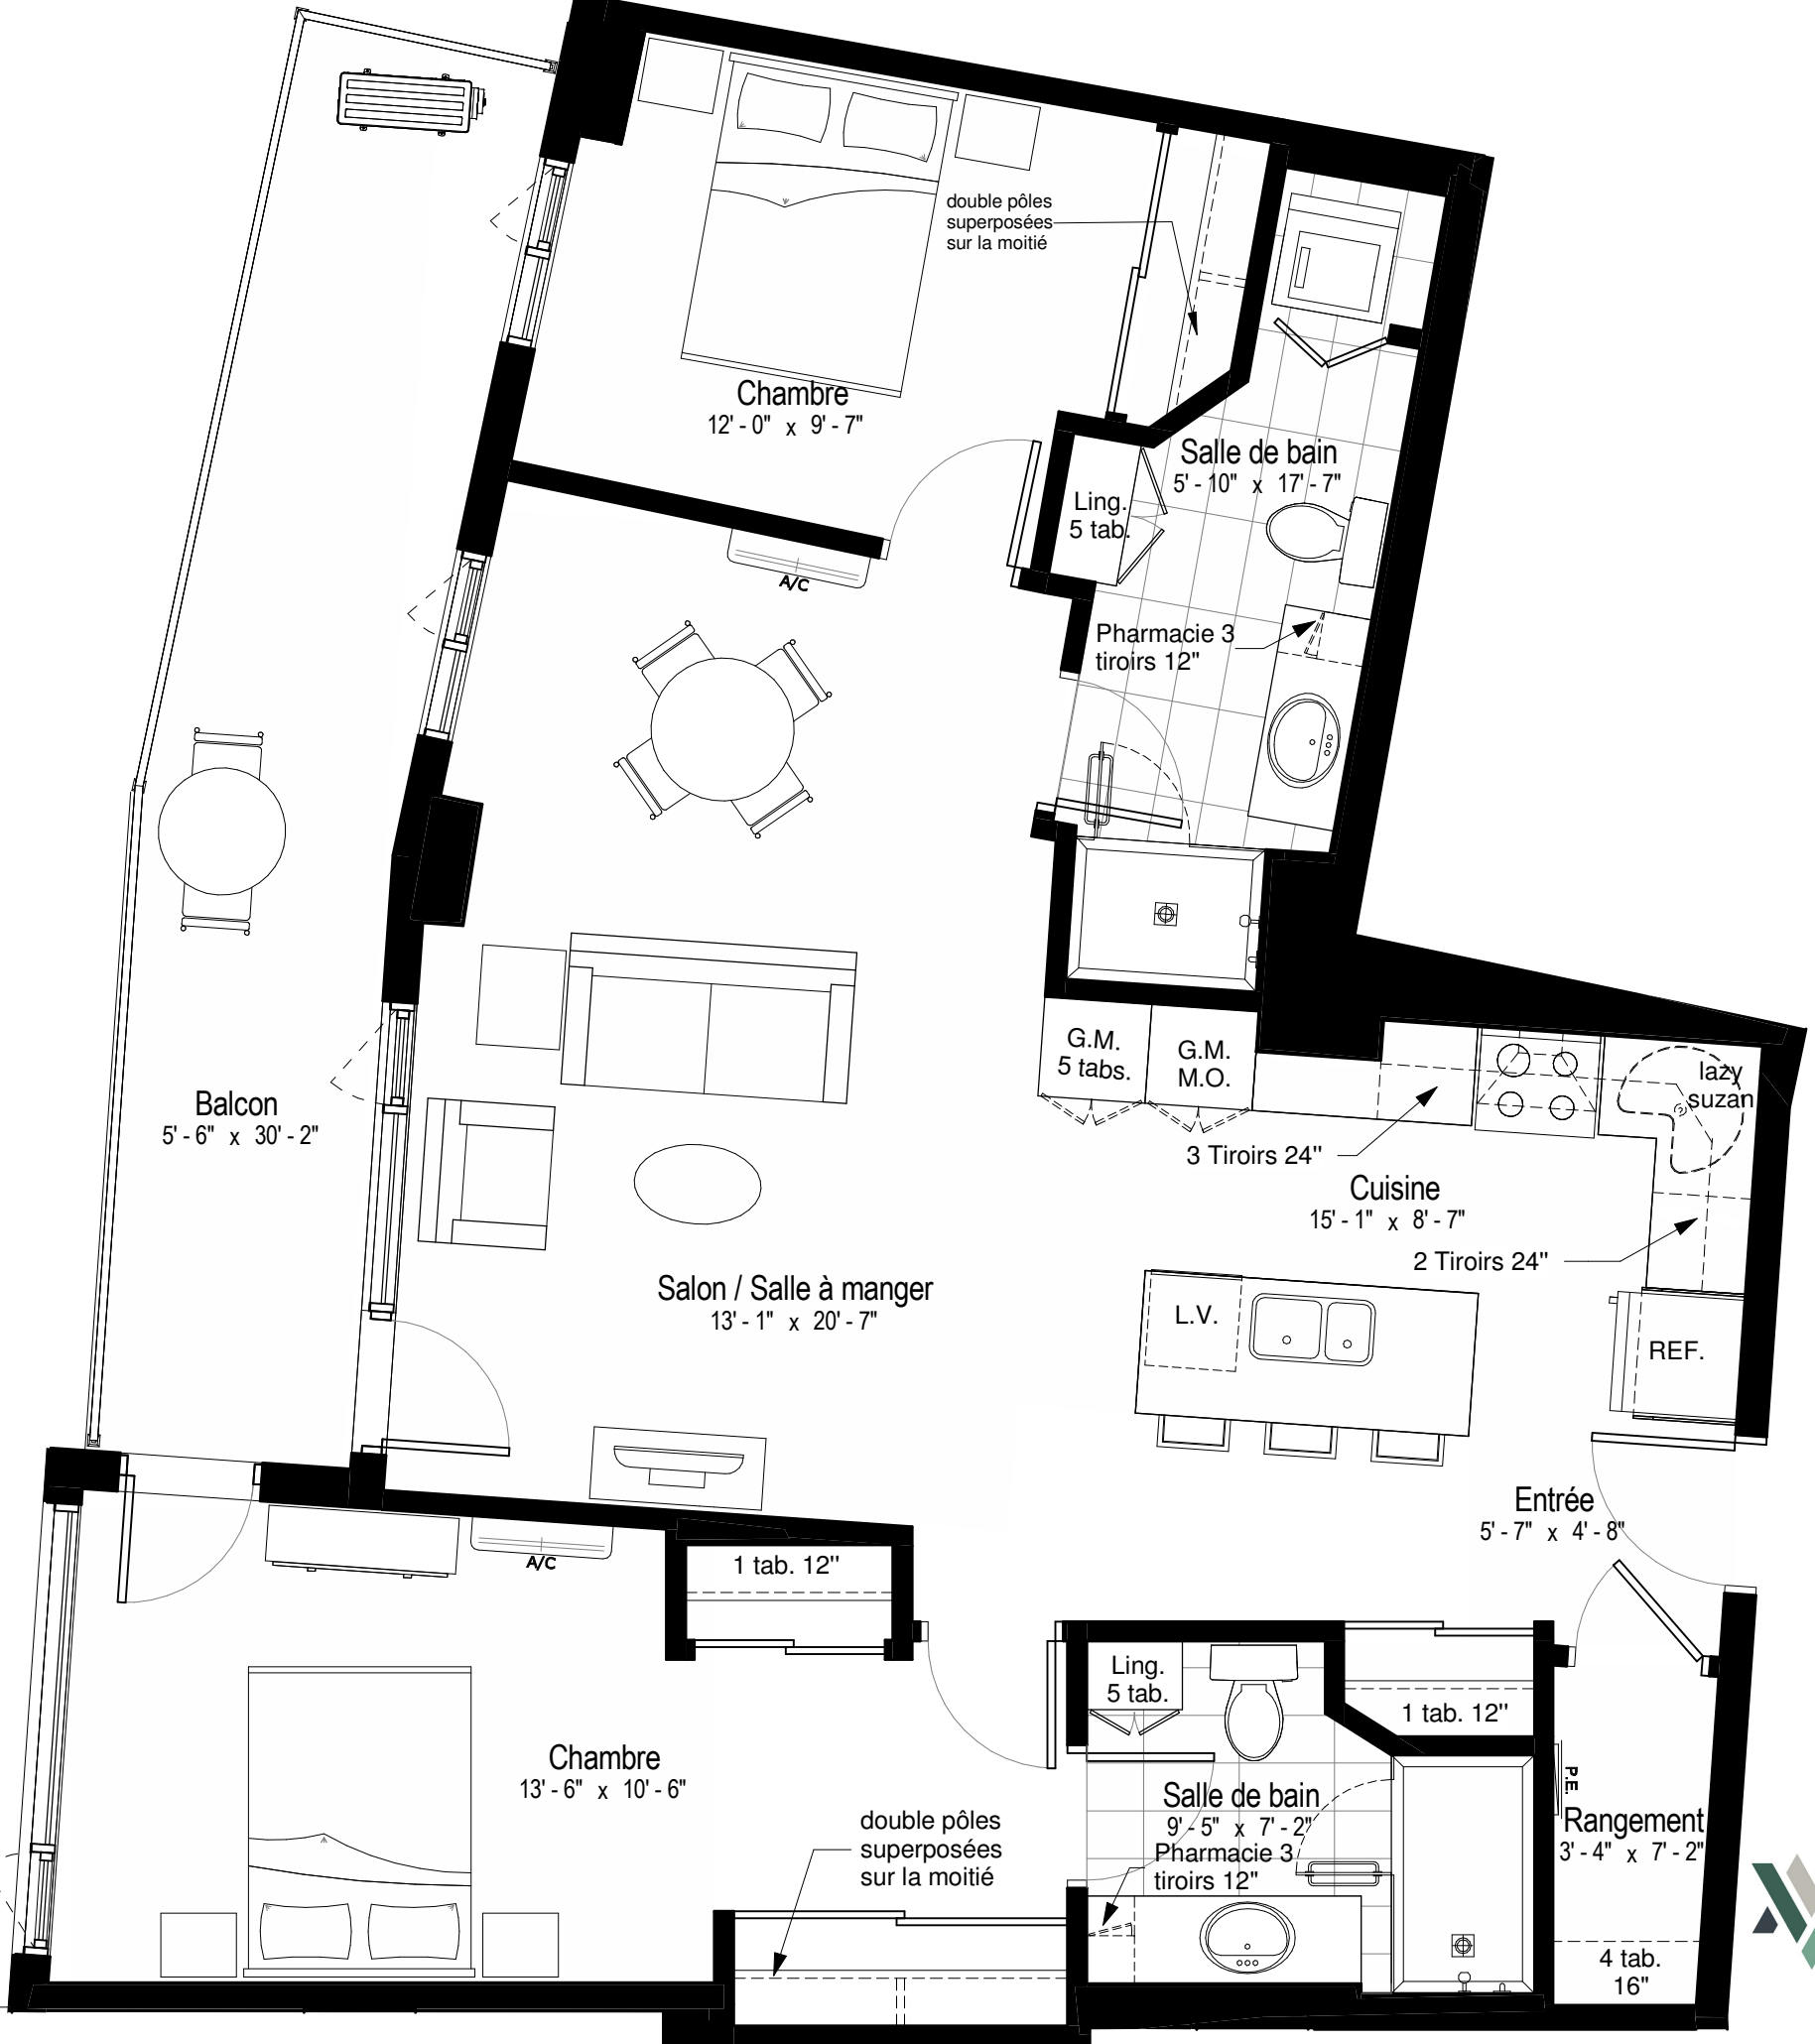 double pôles
superposées
sur la moitié
Chambre
12' - 0" x 9' - 7"
Salle de bain
5' - 10" x 17' - 7"
Ling.
5 tab.
A/C
Pharmacie 3
tiroirs 12"
G.M.
5 tabs.
G.M.
M.O.
lazy
suzan
Balcon
5' - 6" x 30' - 2"
3 Tiroirs 24"
Cuisine
15' - 1" x 8' - 7"
2 Tiroirs 24"
Salon / Salle à manger
13' - 1" x 20' - 7"
L.V.
REF.
Entrée
5' - 7" x 4' - 8"
A/C
1 tab. 12"
Ling.
5 tab.
1 tab. 12"
Chambre
13' - 6" x 10' - 6"
P.E.
Salle de bain
9' - 5" x 7' - 2"
Rangement
3' - 4" x 7' - 2"
double pôles
superposées
sur la moitié
Pharmacie 3
tiroirs 12"
4 tab.
16"